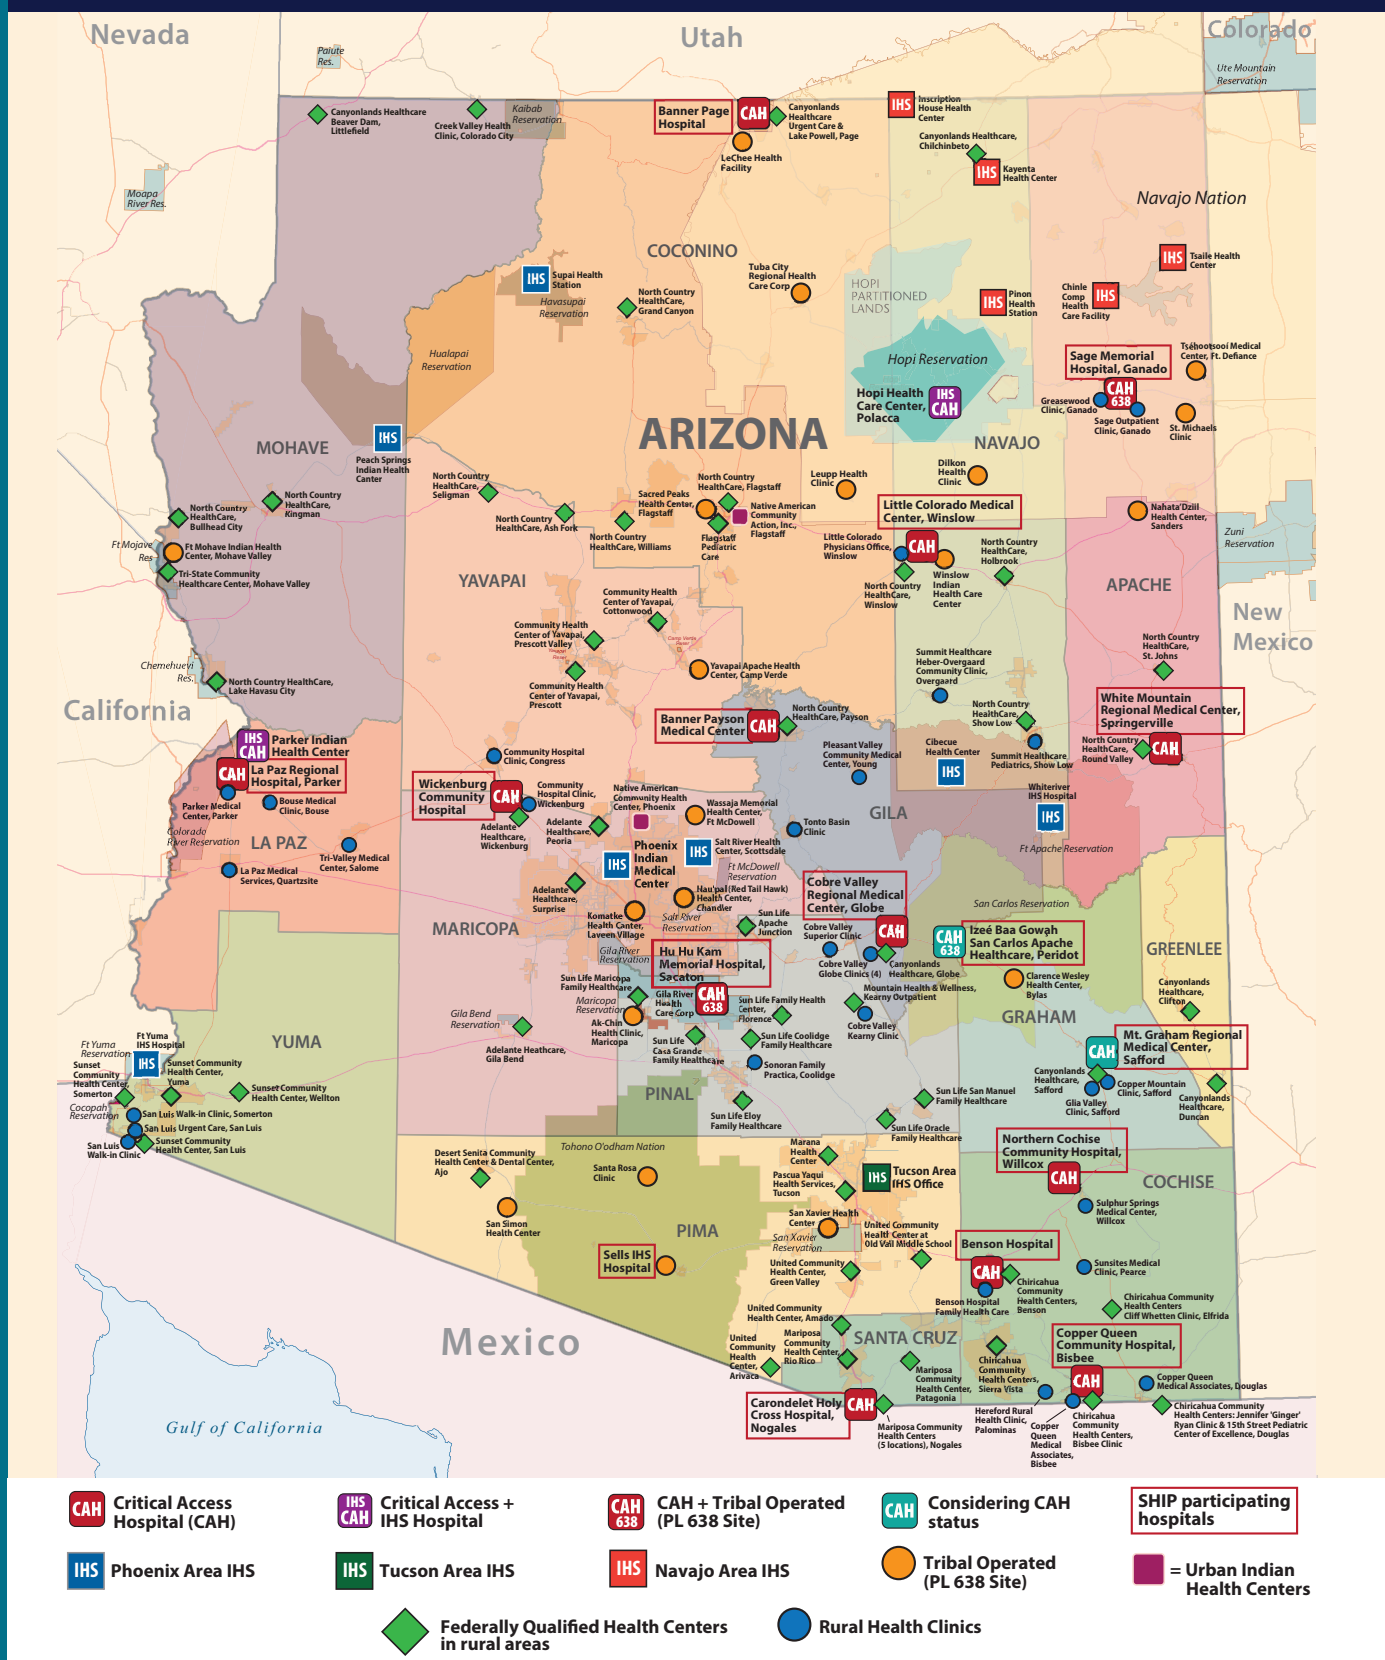 Nevada
Utah
Colorado
Paiute
Res.
Ute Mountain
Reservation
Canyonlands Healthcare
Beaver Dam,
Littlefield
Creek Valley Health
Clinic, Colorado City
Kaibab
Reservation
Banner Page
Hospital
CAH
Canyonlands
Healthcare
Urgent Care &
Lake Powell, Page
LeChee Health
Facility
IHS
Inscription
House Health
Center
Canyonlands Healthcare,
Chilchinbeto
IHS
Kayenta
Health Center
Moapa
River Res.
Navajo Nation
COCONINO
IHS
Supai Health
Station
Havasupai
Reservation
North Country
HealthCare,
Grand Canyon
Tuba City
Regional Health
Care Corp
HOPI
PARTITIONED
LANDS
IHS
Pinon
Health
Station
Chinle
Comp
Health
Care Facility
IHS
IHS
Tsaile Health
Center
Hualapai
Reservation
Hopi Reservation
Hopi Health
Care Center,
Polacca
IHS
CAH
Sage Memorial
Hospital, Ganado
CAH
638
Greasewood
Clinic, Ganado
Sage Outpatient
Clinic, Ganado
Tséhootsooí Medical
Center, Ft. Defiance
St. Michaels
Clinic
ARIZONA
MOHAVE
IHS
Peach Springs
Indian Health
Canter
NAVAJO
North Country
HealthCare,
Seligman
North Country
HealthCare, Ash Fork
North Country
HealthCare, Williams
Sacred Peaks
Health Center,
Flagstaff
North Country
HealthCare, Flagstaff
Native American
Community
Action, Inc.,
Flagstaff
Flagstaff
Pediatric
Care
Leupp Health
Clinic
Dilkon
Health
Clinic
Little Colorado Medical
Center, Winslow
Little Colorado
Physicians Office,
Winslow
CAH
Winslow
Indian
Health Care
Center
North Country
HealthCare,
Winslow
North Country
HealthCare,
Holbrook
Nahata'Dziil
Health Center,
Sanders
Zuni
Reservation
North Country
HealthCare,
Bullhead City
North Country
HealthCare,
Kingman
Ft Mojave
Res
Ft Mohave Indian Health
Center, Mohave Valley
Tri-State Community
Healthcare Center, Mohave Valley
YAVAPAI
APACHE
New
Mexico
Community Health
Center of Yavapai,
Cottonwood
Community Health
Center of Yavapai,
Prescott Valley
Camp Verde
Reser
Community Health
Center of Yavapai,
Prescott
Yavapai Apache Health
Center, Camp Verde
Summit Healthcare
Heber-Overgaard
Community Clinic,
Overgaard
North Country
HealthCare,
St. Johns
Chemehuevi
Res.
North Country HealthCare,
Lake Havasu City
California
Banner Payson
Medical Center
CAH
North Country
HealthCare, Payson
North Country
HealthCare,
Show Low
Summit Healthcare
Pediatrics, Show Low
White Mountain
Regional Medical Center,
Springerville
North Country
HealthCare,
Round Valley
CAH
IHS
CAH
Parker Indian
Health Center
CAH
La Paz Regional
Hospital, Parker
Parker Medical
Center, Parker
Bouse Medical
Clinic, Bouse
Colorado
River Reservation
LA PAZ
Tri-Valley Medical
Center, Salome
La Paz Medical
Services, Quartzsite
Community Hospital
Clinic, Congress
Wickenburg
Community
Hospital
CAH
Community
Hospital Clinic,
Wickenburg
Adelante
Healthcare,
Wickenburg
Pleasant Valley
Community Medical
Center, Young
Cibecue
Health Center
IHS
Whiteriver
IHS Hospital
IHS
Ft Apache Reservation
GILA
Tonto Basin
Clinic
Native American
Community Health
Center, Phoenix
Adelante
Healthcare,
Peoria
Wassaja Memorial
Health Center,
Ft McDowell
IHS
Phoenix
Indian
Medical
Center
IHS
Salt River Health
Center, Scottsdale
Ft McDowell
Reservation
Adelante
Healthcare,
Surprise
Nau'pal (Red Tail Hawk)
Health Center,
Chandler
Komatke
Health Center,
Laveen Village
Salt River
Reservation
Sun Life
Apache
Junction
MARICOPA
Gila River
Reservation
Cobre Valley
Regional Medical
Center, Globe
CAH
Cobre Valley
Superior Clinic
Cobre Valley
Globe Clinics (4)
Canyonlands
Healthcare, Globe
San Carlos Reservation
CAH
638
Izeé Baa Gowąh
San Carlos Apache
Healthcare, Peridot
GREENLEE
Hu Hu Kam
Memorial Hospital,
Sacaton
CAH
638
Gila River
Health
Care Corp
Sun Life Maricopa
Family Healthcare
Maricopa
Reservation
Ak-Chin
Health Clinic,
Maricopa
Gila Bend
Reservation
Adelante Heathcare,
Gila Bend
Sun Life Family Health
Center,
Florence
Sun Life
Casa Grande
Family Healthcare
Sun Life Coolidge
Family Healthcare
Sonoran Family
Practica, Coolidge
Mountain Health & Wellness,
Kearny Outpatient
Cobre Valley
Kearny Clinic
Clarence Wesley
Health Center,
Bylas
Canyonlands
Healthcare,
Clifton
GRAHAM
CAH
Mt. Graham Regional
Medical Center,
Safford
Canyonlands
Healthcare,
Safford
Copper Mountain
Clinic, Safford
Glia Valley
Clinic, Safford
Canyonlands
Healthcare,
Duncan
YUMA
Ft Yuma
Reservation
Ft Yuma
IHS Hospital
IHS
Sunset
Community
Health Center,
Somerton
Sunset Community
Health Center,
Yuma
Sunset Community
Health Center, Wellton
Cocopah
Reservation
San Luis Walk-in Clinic, Somerton
San Luis Urgent Care, San Luis
San Luis
Walk-in Clinic
Sunset Community
Health Center, San Luis
PINAL
Sun Life Eloy
Family Healthcare
Sun Life San Manuel
Family Healthcare
Sun Life Oracle
Family Healthcare
Desert Senita Community
Health Center & Dental Center,
Ajo
Tohono O'odham Nation
Santa Rosa
Clinic
San Simon
Health Center
PIMA
Sells IHS
Hospital
Marana
Health
Center
Pascua Yaqui
Health Services,
Tucson
IHS
Tucson Area
IHS Office
San Xavier Health
Center
San Xavier
Reservation
United Community
Health Center at
Old Vail Middle School
United Community
Health Center,
Green Valley
Northern Cochise
Community Hospital,
Willcox
CAH
COCHISE
Sulphur Springs
Medical Center,
Willcox
Benson Hospital
CAH
Chiricahua
Community
Health Centers,
Benson
Benson Hospital
Family Health Care
Sunsites Medical
Clinic, Pearce
Chiricahua Community
Health Centers
Cliff Whetten Clinic, Elfrida
United Community
Health Center, Amado
United
Community
Health
Center,
Arivaca
Mariposa
Community
Health Center,
Rio Rico
SANTA CRUZ
Mariposa
Community
Health Center,
Patagonia
Chiricahua
Community
Health Centers,
Sierra Vista
Copper Queen
Community Hospital,
Bisbee
CAH
Copper Queen
Medical Associates, Douglas
Carondelet Holy
Cross Hospital,
Nogales
CAH
Mariposa Community
Health Centers
(5 locations), Nogales
Hereford Rural
Health Clinic,
Palominas
Copper
Queen
Medical
Associates,
Bisbee
Chiricahua
Community
Health Centers,
Bisbee Clinic
Chiricahua Community
Health Centers: Jennifer 'Ginger'
Ryan Clinic & 15th Street Pediatric
Center of Excellence, Douglas
Mexico
Gulf of California
CAH
Critical Access
Hospital (CAH)
IHS
CAH
Critical Access +
IHS Hospital
CAH
638
CAH + Tribal Operated
(PL 638 Site)
CAH
638
Considering CAH
status
SHIP participating
hospitals
IHS
Phoenix Area IHS
IHS
Tucson Area IHS
IHS
Navajo Area IHS
Tribal Operated
(PL 638 Site)
= Urban Indian
Health Centers
Federally Qualified Health Centers
in rural areas
Rural Health Clinics